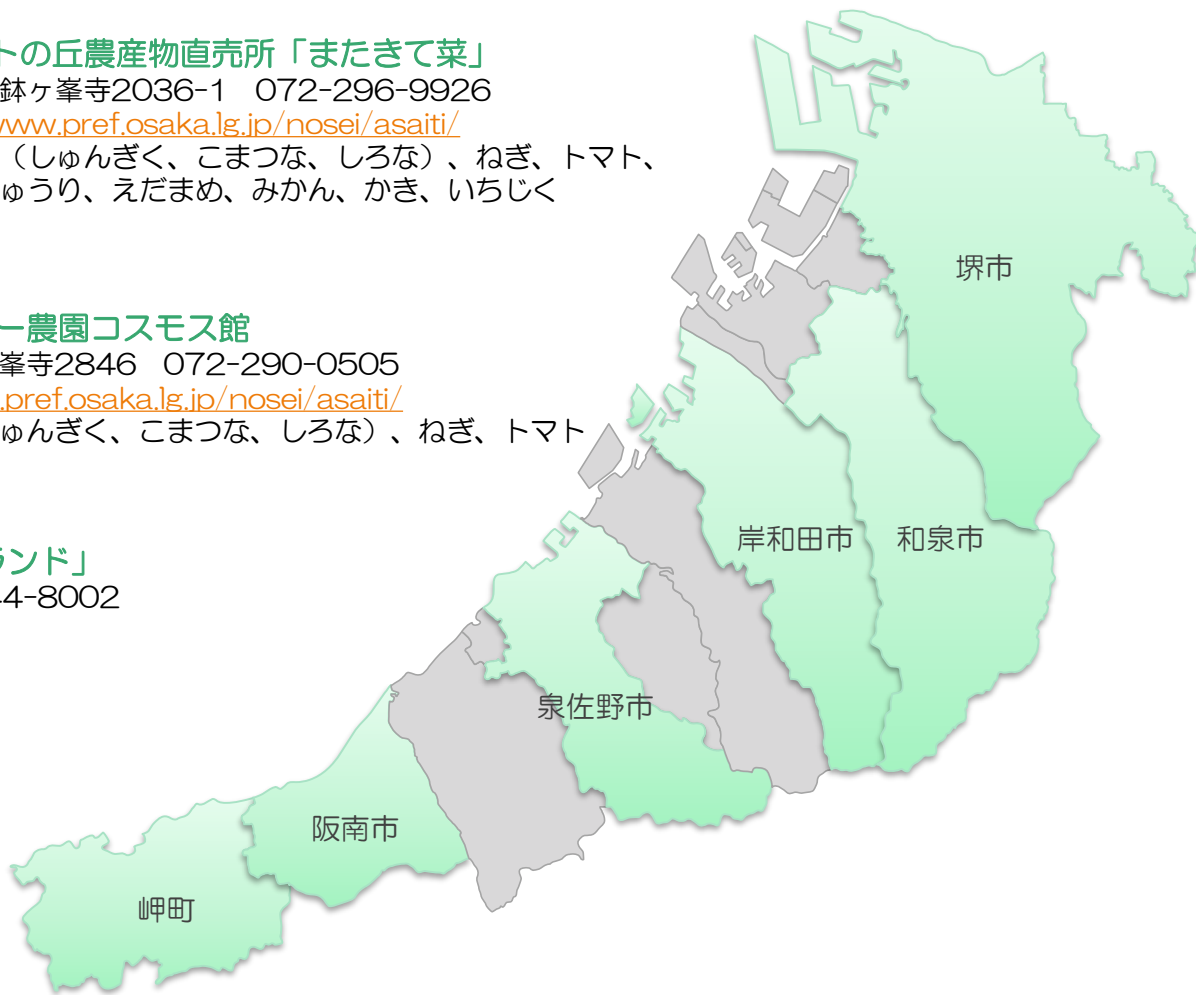 トの丘農産物直売所「またきて菜」
鉢ヶ峯寺2036-1 072-296-9926
www.pref.osaka.lg.jp/nosei/asaiti/
（しゅんぎく、こまつな、しろな）、ねぎ、トマト、
ゅうり、えだまめ、みかん、かき、いちじく
堺市
ー農園コスモス館
峯寺2846 072-290-0505
.pref.osaka.lg.jp/nosei/asaiti/
ゅんぎく、こまつな、しろな）、ねぎ、トマト
岸和田市
和泉市
ランド」
4-8002
泉佐野市
阪南市
岬町